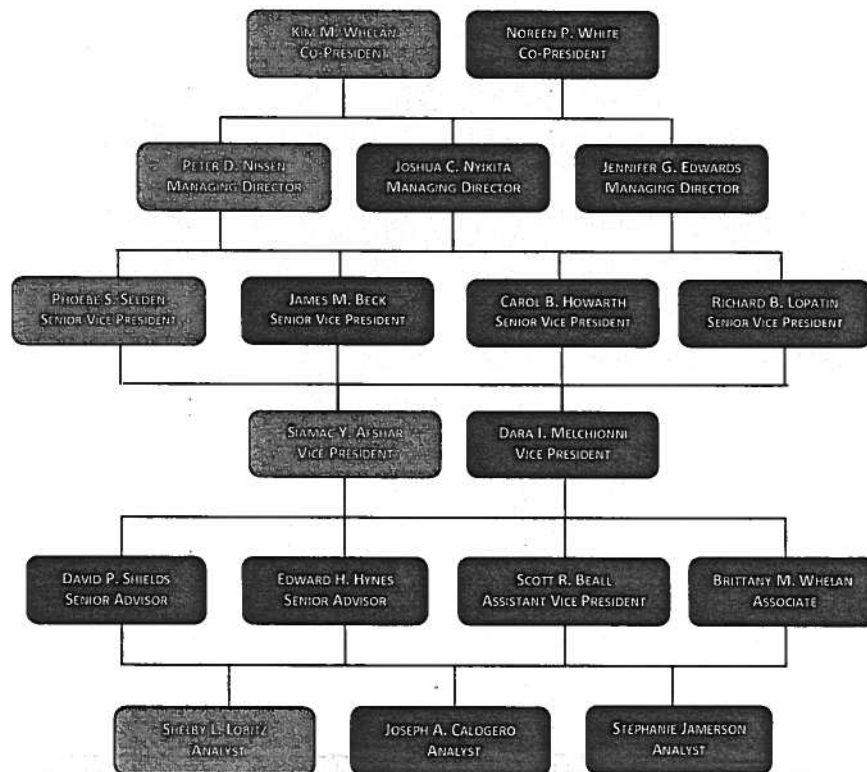 KIM M. WHELAN
CO-PRESIDENT
NOREEN P. WHITE
CO-PRESIDENT
PETER D. NISSEN
MANAGING DIRECTOR
JOSHUA C. NYIKITA
MANAGING DIRECTOR
JENNIFER G. EDWARDS
MANAGING DIRECTOR
PHOEBE S. SELDEN
SENIOR VICE PRESIDENT
JAMES M. BECK
SENIOR VICE PRESIDENT
CAROL B. HOWARTH
SENIOR VICE PRESIDENT
RICHARD B. LOPATIN
SENIOR VICE PRESIDENT
SIAMAC Y. AFSHAR
VICE PRESIDENT
DARA I. MELCHIONNI
VICE PRESIDENT
DAVID P. SHIELDS
SENIOR ADVISOR
EDWARD H. HYNES
SENIOR ADVISOR
SCOTT R. BEALL
ASSISTANT VICE PRESIDENT
BRITTANY M. WHELAN
ASSOCIATE
SHELBY L. LOBITZ
ANALYST
JOSEPH A. CALOGERO
ANALYST
STEPHANIE JAMERSON
ANALYST